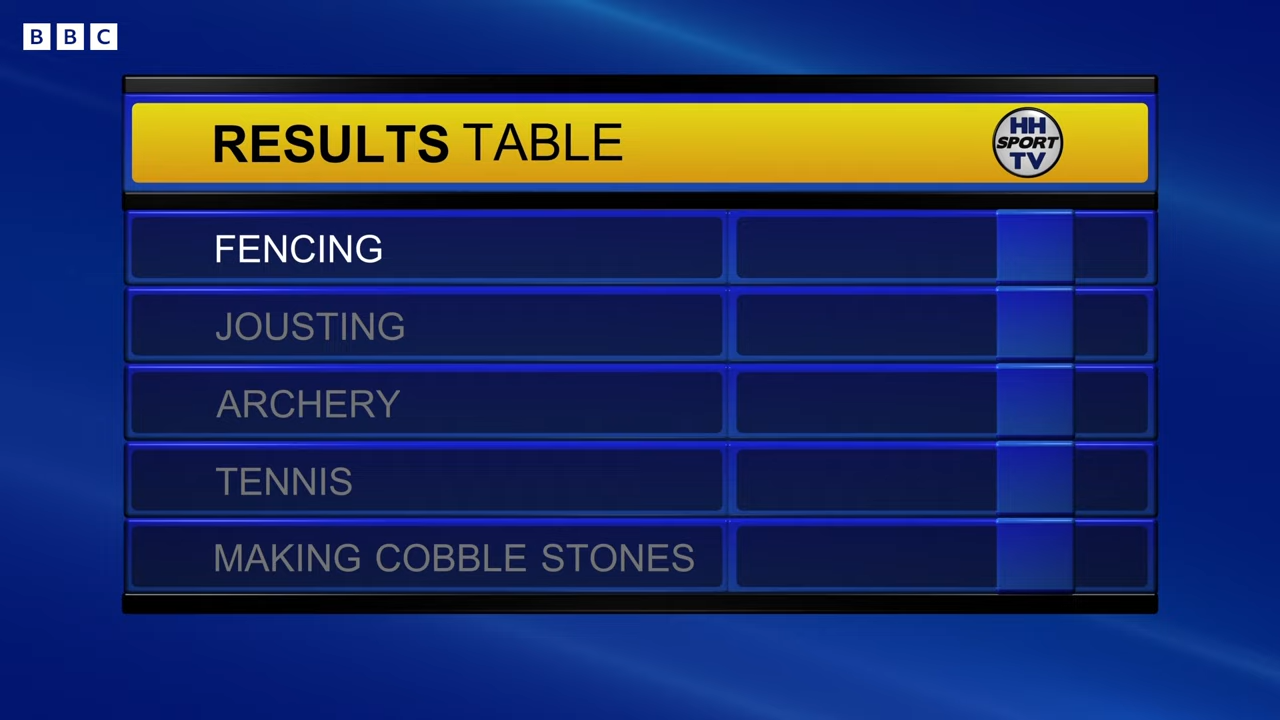 BBC
RESULTS TABLE
HH
SPORT
TV
FENCING
JOUSTING
ARCHERY
TENNIS
MAKING COBBLE STONES